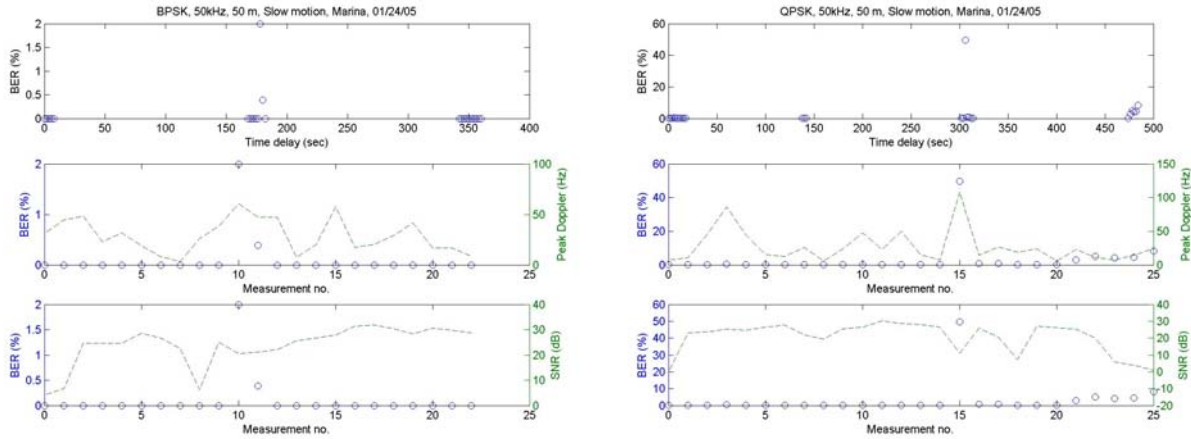 BPSK, 50kHz, 50 m, Slow motion, Marina, 01/24/05
BER (%)
2
1.5
1
0.5
0
0 50 100 150 200 250 300 350 400
Time delay (sec)
BER (%)
2
1
0
100
50
0
Peak Doppler (Hz)
0 5 10 15 20 25
Measurement no.
BER (%)
2
1.5
1
0.5
0
40
30
20
10
0
SNR (dB)
0 5 10 15 20 25
Measurement no.
QPSK, 50kHz, 50 m, Slow motion, Marina, 01/24/05
BER (%)
60
40
20
0
0 50 100 150 200 250 300 350 400 450 500
Time delay (sec)
BER (%)
60
40
20
0
150
100
50
0
Peak Doppler (Hz)
0 5 10 15 20 25
Measurement no.
BER (%)
60
50
40
30
20
10
0
40
30
20
10
0
-10
-20
SNR (dB)
0 5 10 15 20 25
Measurement no.